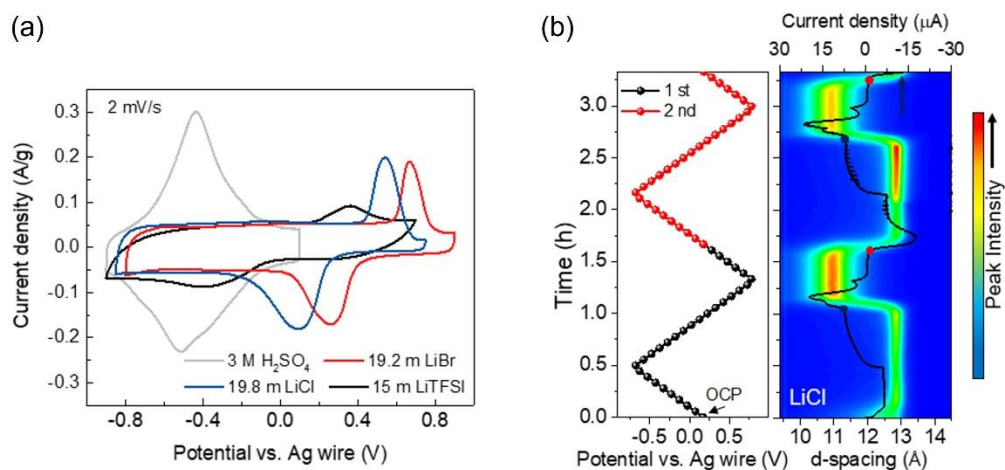 (a)
2 mV/s
0.3
0.2
0.1
0.0
-0.1
-0.2
-0.3
Current density (A/g)
3 M H₂SO₄
19.2 m LiBr
19.8 m LiCl
15 m LiTFSI
-0.8 -0.4 0.0 0.4 0.8
Potential vs. Ag wire (V)
(b)
1 st
2 nd
3.0
2.5
2.0
1.5
1.0
0.5
0.0
Time (h)
OCP
-0.5 0.0 0.5
Potential vs. Ag wire (V)
Current density (μA)
30 15 0 -15 -30
LiCl
10 11 12 13 14
d-spacing (Å)
Peak Intensity